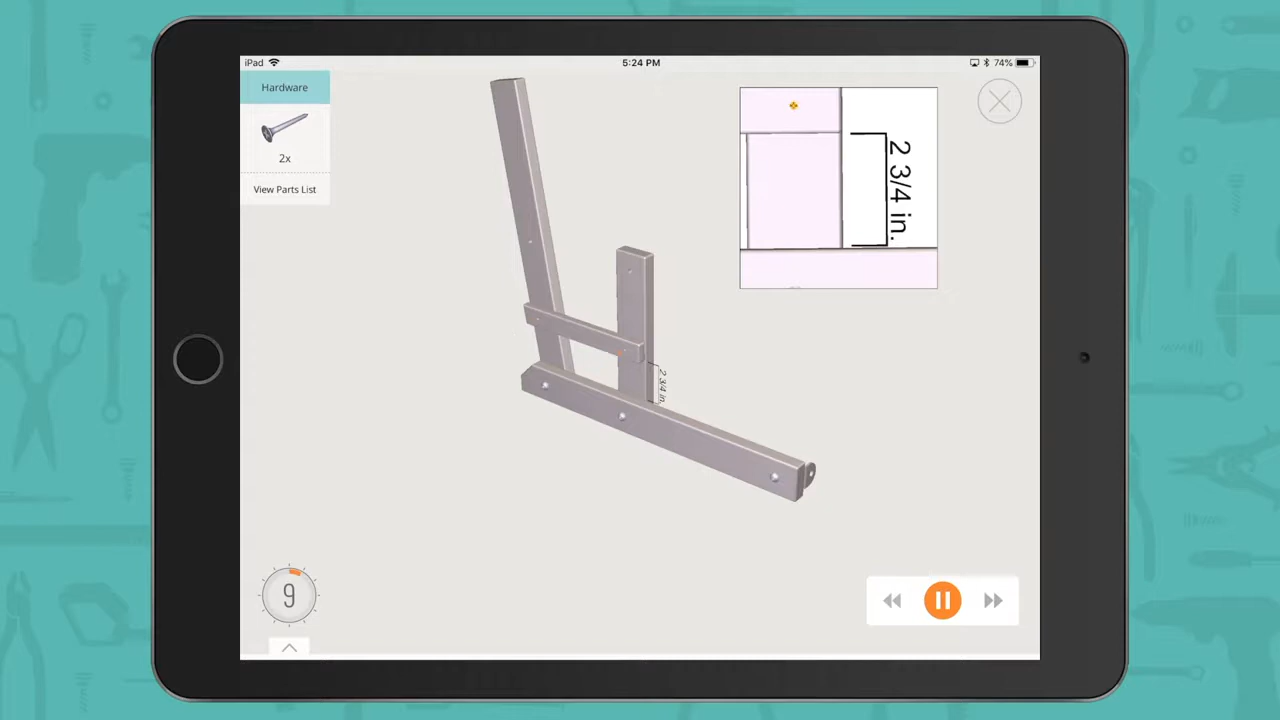 iPad
5:24 PM
74%
Hardware
2x
View Parts List
2 3/4 in.
2 3/4 in.
9